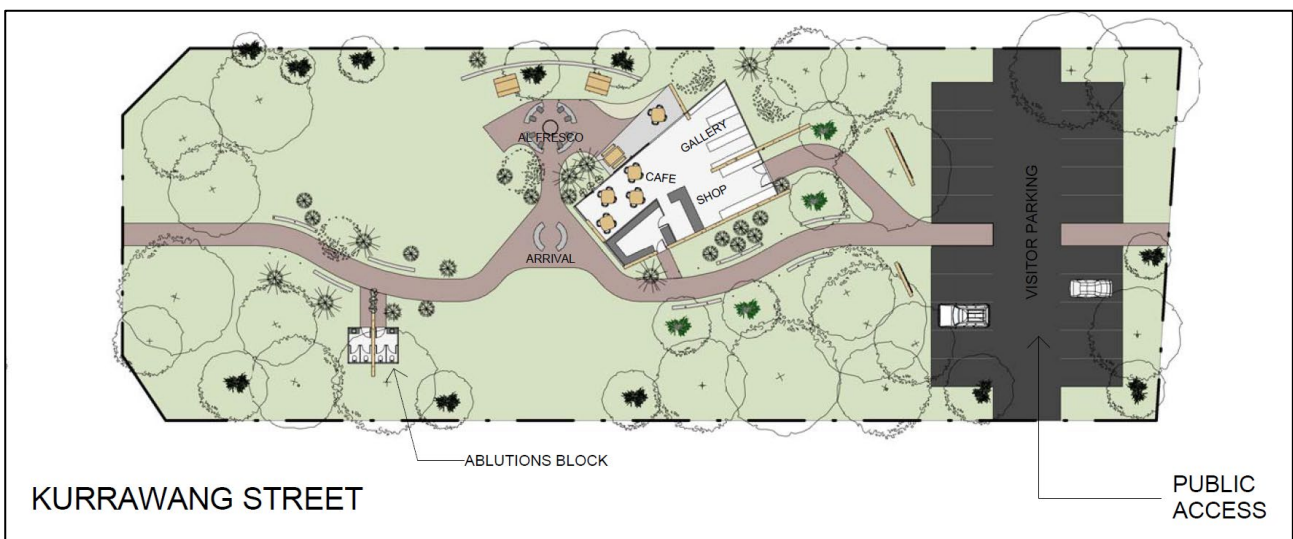 AL FRESCO
GALLERY
CAFE
SHOP
ARRIVAL
VISITOR PARKING
ABLUTIONS BLOCK
KURRAWANG STREET
PUBLIC
ACCESS